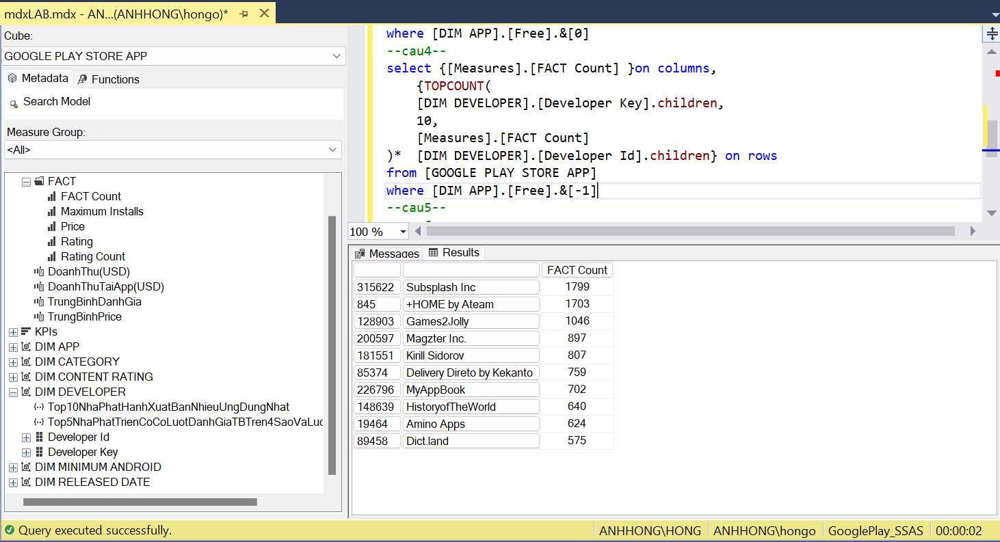 mdxLAB.mdx - AN...(ANHHONG\hongo)*
Cube:
GOOGLE PLAY STORE APP
Metadata
Functions
Search Model
Measure Group:
<All>
FACT
FACT Count
Maximum Installs
Price
Rating
Rating Count
DoanhThu(USD)
DoanhThuTaiApp(USD)
TrungBinhDanhGia
TrungBinhPrice
KPIs
DIM APP
DIM CATEGORY
DIM CONTENT RATING
DIM DEVELOPER
Top10NhaPhatHanhXuatBanNhieuUngDungNhat
Top5NhaPhatTrienCoCoLuotDanhGiaTBTren4SaoVaLuc
Developer Id
Developer Key
DIM MINIMUM ANDROID
DIM RELEASED DATE
where [DIM APP].[Free].&[0]
--cau4--
select {[Measures].[FACT Count] }on columns,
{TOPCOUNT(
[DIM DEVELOPER].[Developer Key].children,
10,
[Measures].[FACT Count]
)*  [DIM DEVELOPER].[Developer Id].children} on rows
from [GOOGLE PLAY STORE APP]
where [DIM APP].[Free].&[-1]
--cau5--
100 %
Messages
Results
FACT Count
315622 Subsplash Inc 1799
845 +HOME by Ateam 1703
128903 Games2Jolly 1046
200597 Magzter Inc. 897
181551 Kirill Sidorov 807
85374 Delivery Direto by Kekanto 759
226796 MyAppBook 702
148639 HistoryofTheWorld 640
19464 Amino Apps 624
89458 Dict.land 575
Query executed successfully.
ANHHONG\HONG
ANHHONG\hongo
GooglePlay_SSAS
00:00:02